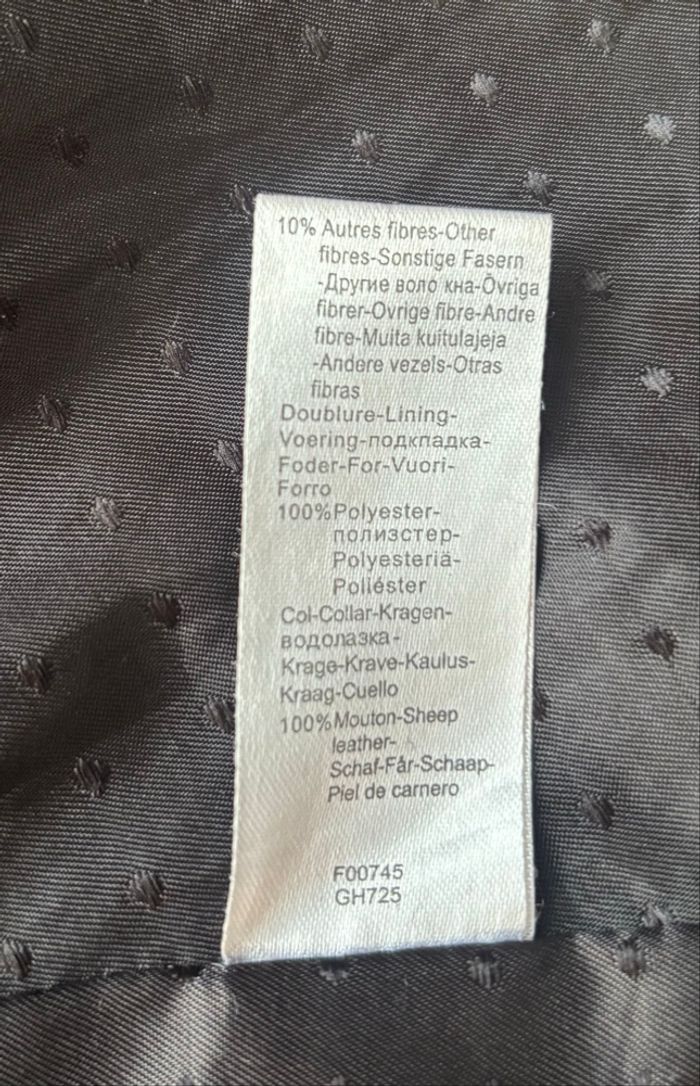 10% Autres fibres-Other
fibres-Sonstige Fasern
-Другие воло кна-Övriga
fibrer-Ovrige fibre-Andre
fibre-Muita kuitulajeja
-Andere vezels-Otras
fibras
Doublure-Lining-
Voering-подкладка-
Foder-For-Vuori-
Forro
100%Polyester-
полизстер-
Polyesteriä-
Poliéster
Col-Collar-Kragen-
водолазка-
Krage-Krave-Kaulus-
Kraag-Cuello
100%Mouton-Sheep
leather-
Schaf-Får-Schaap-
Piel de carnero
F00745
GH725